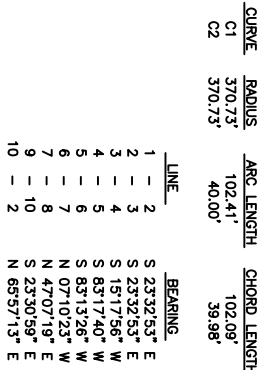 CURVE RADIUS ARC LENGTH CHORD LENGTH
C1 370.73' 102.41' 102.09'
C2 370.73' 40.00' 39.98'
LINE BEARING
1 - 2 S 23°32'53" E
2 - 3 S 23°32'53" E
3 - 4 S 15°17'56" W
4 - 5 S 83°17'40" W
5 - 6 S 83°13'26" W
6 - 7 N 07°10'23" W
7 - 8 N 47°07'19" E
9 - 10 S 23°30'59" E
10 - 2 N 65°57'13" E